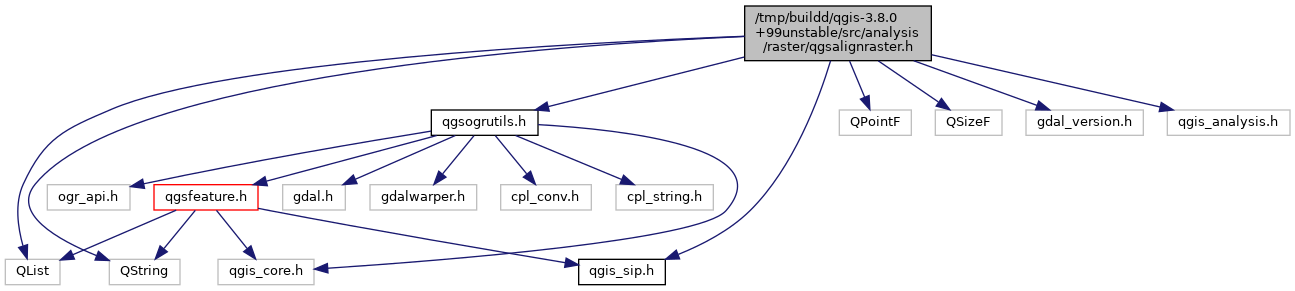 /tmp/buildd/qgis-3.8.0
+99unstable/src/analysis
/raster/qgsalignraster.h
qgsogrutils.h
QPointF
QSizeF
gdal_version.h
qgis_analysis.h
ogr_api.h
qgsfeature.h
gdal.h
gdalwarper.h
cpl_conv.h
cpl_string.h
QList
QString
qgis_core.h
qgis_sip.h